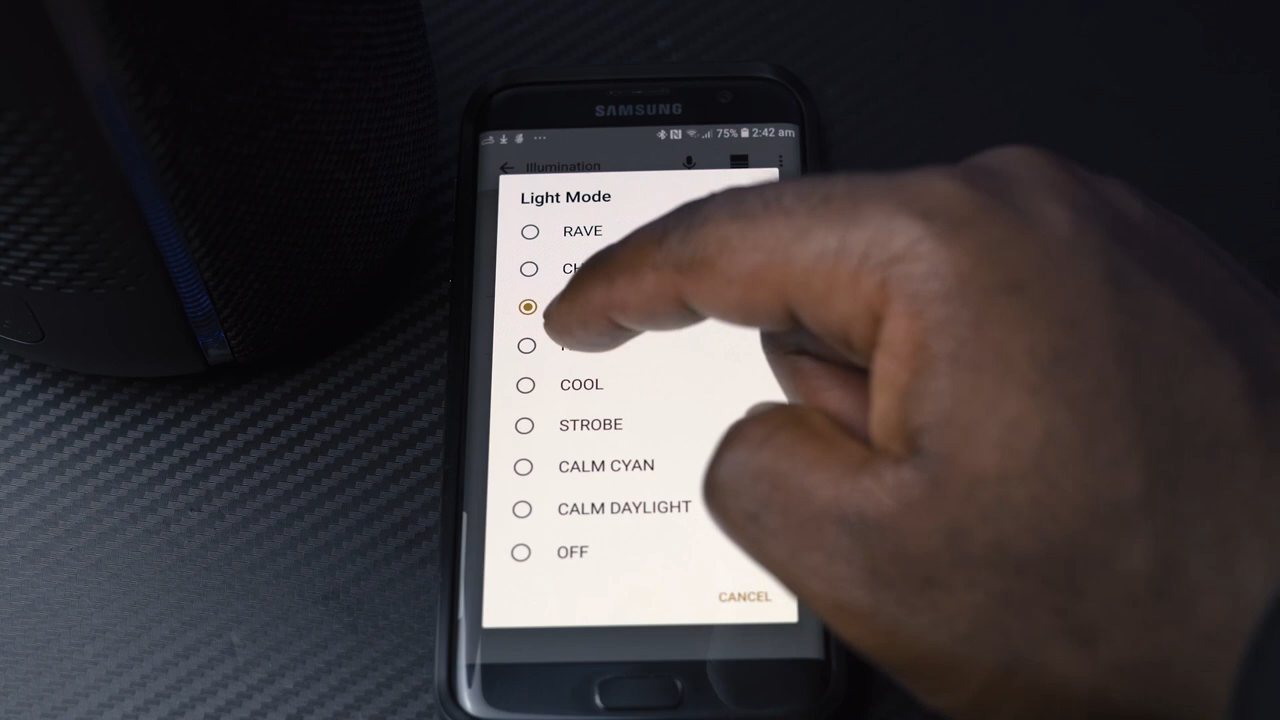 SAMSUNG
75% 2:42 am
Illumination
Light Mode
RAVE
COOL
STROBE
CALM CYAN
CALM DAYLIGHT
OFF
CANCEL